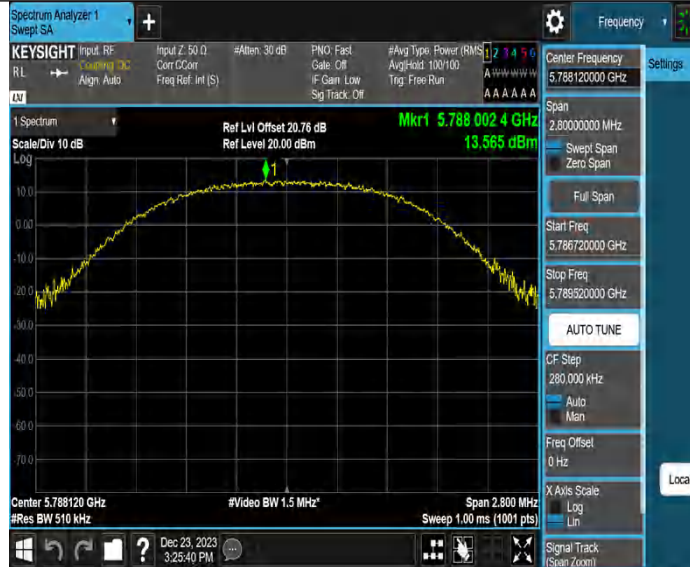 Spectrum Analyzer 1
Swept SA
+
Frequency
KEYSIGHT
RL
Input: RF
Coupling: DC
Align: Auto
Input Z: 50 Ω
Corr CCorr
Freq Ref: Int (S)
#Atten: 30 dB
PNO: Fast
Gate: Off
IF Gain: Low
Sig Track: Off
#Avg Type: Power (RMS
Avg|Hold: 100/100
Trig: Free Run
1 2 3 4 5 6
A W W W W W
A A A A A A
LXI
1 Spectrum
Scale/Div 10 dB
Ref Lvl Offset 20.76 dB
Ref Level 20.00 dBm
Mkr1 5.788 002 4 GHz
13.565 dBm
Log
1
10.0
0.00
-10.0
-20.0
-30.0
-40.0
-50.0
-60.0
-70.0
Center 5.788120 GHz
#Res BW 510 kHz
#Video BW 1.5 MHz*
Span 2.800 MHz
Sweep 1.00 ms (1001 pts)
?
Dec 23, 2023
3:25:40 PM
Center Frequency
5.788120000 GHz
Settings
Span
2.80000000 MHz
Swept Span
Zero Span
Full Span
Start Freq
5.786720000 GHz
Stop Freq
5.789520000 GHz
AUTO TUNE
CF Step
280.000 kHz
Auto
Man
Freq Offset
0 Hz
X Axis Scale
Log
Lin
Loca
Signal Track
(Span Zoom)